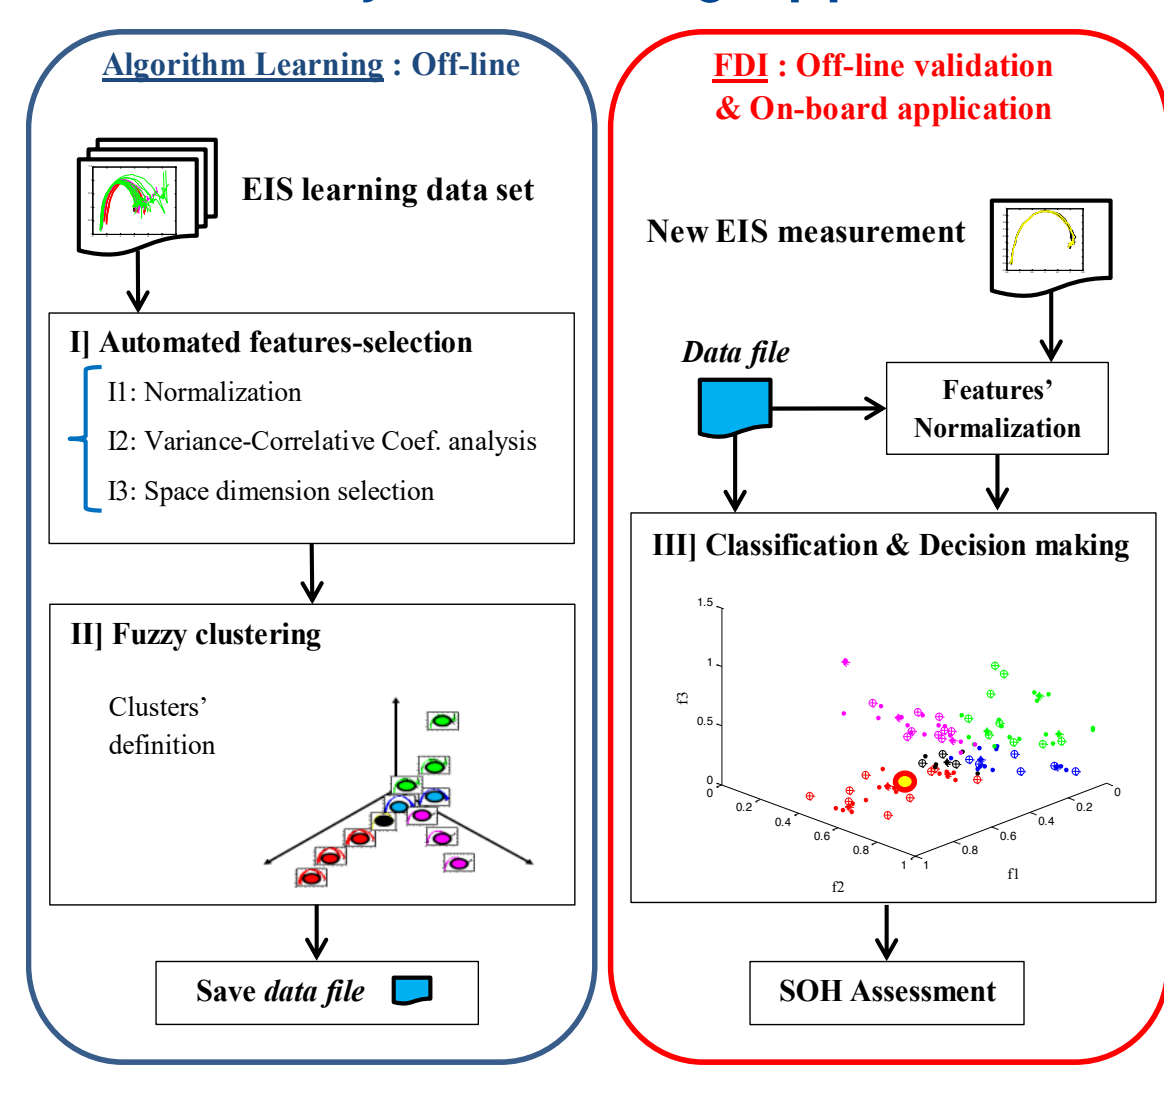 Algorithm Learning : Off-line
EIS learning data set
I] Automated features-selection
I1: Normalization
I2: Variance-Correlative Coef. analysis
I3: Space dimension selection
II] Fuzzy clustering
Clusters’
definition
Save data file
FDI : Off-line validation
& On-board application
New EIS measurement
Data file
Features’
Normalization
III] Classification & Decision making
1.5
1
0.5
0
f3
0
0.2
0.4
0.6
0.8
1
f2
1
0.8
0.6
0.4
0.2
0
f1
SOH Assessment